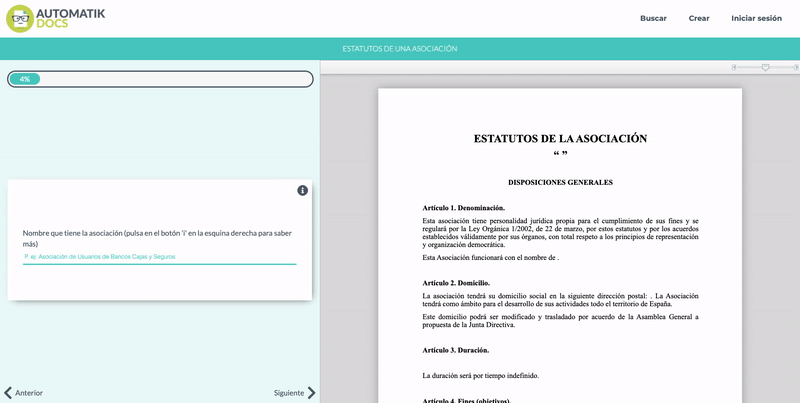 AUTOMATIK
DOCS
Buscar
Crear
Iniciar sesión
ESTATUTOS DE UNA ASOCIACIÓN
4%
Nombre que tiene la asociación (pulsa en el botón 'i' en la esquina derecha para saber
más)
P. ej: Asociación de Usuarios de Bancos Cajas y Seguros
Anterior
Siguiente
ESTATUTOS DE LA ASOCIACIÓN
“ ”
DISPOSICIONES GENERALES
Artículo 1. Denominación.
Esta asociación tiene personalidad jurídica propia para el cumplimiento de sus fines y se
regulará por la Ley Orgánica 1/2002, de 22 de marzo, por estos estatutos y por los acuerdos
establecidos válidamente por sus órganos, con total respeto a los principios de representación
y organización democrática.
Esta Asociación funcionará con el nombre de .
Artículo 2. Domicilio.
La asociación tendrá su domicilio social en la siguiente dirección postal: . La Asociación
tendrá como ámbito para el desarrollo de sus actividades todo el territorio de España.
Este domicilio podrá ser modificado y trasladado por acuerdo de la Asamblea General a
propuesta de la Junta Directiva.
Artículo 3. Duración.
La duración será por tiempo indefinido.
Artículo 4. Fines (objetivos).